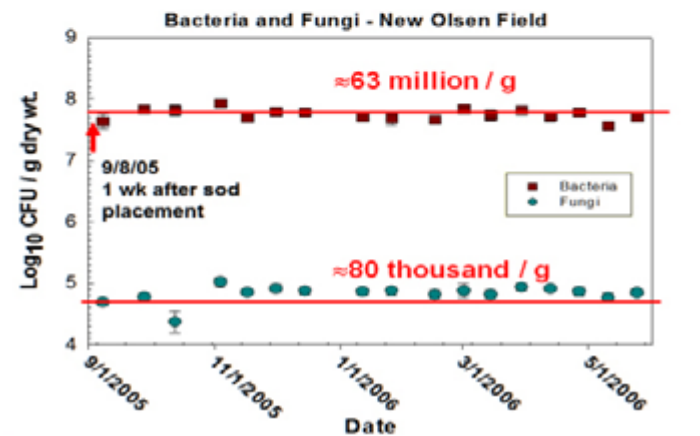 Bacteria and Fungi - New Olsen Field
9
≈63 million / g
8
9/8/05
1 wk after sod
placement
7
Bacteria
Fungi
6
Log10 CFU / g dry wt.
≈80 thousand / g
5
4
9/1/2005
11/1/2005
1/1/2006
3/1/2006
5/1/2006
Date